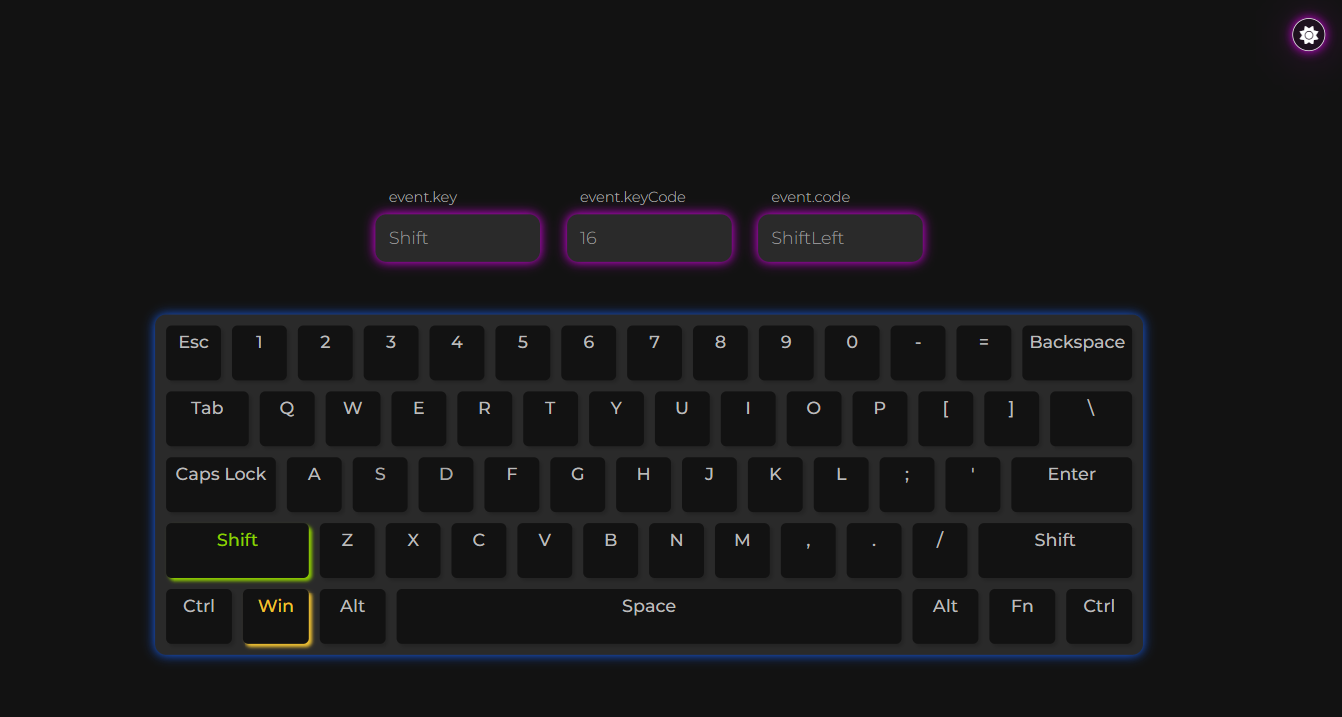 event.key event.keyCode event.code
Shift 16 ShiftLeft
Esc 1 2 3 4 5 6 7 8 9 0 - = Backspace
Tab Q W E R T Y U I O P [ ] \
Caps Lock A S D F G H J K L ; ' Enter
Shift Z X C V B N M , . / Shift
Ctrl Win Alt Space Alt Fn Ctrl